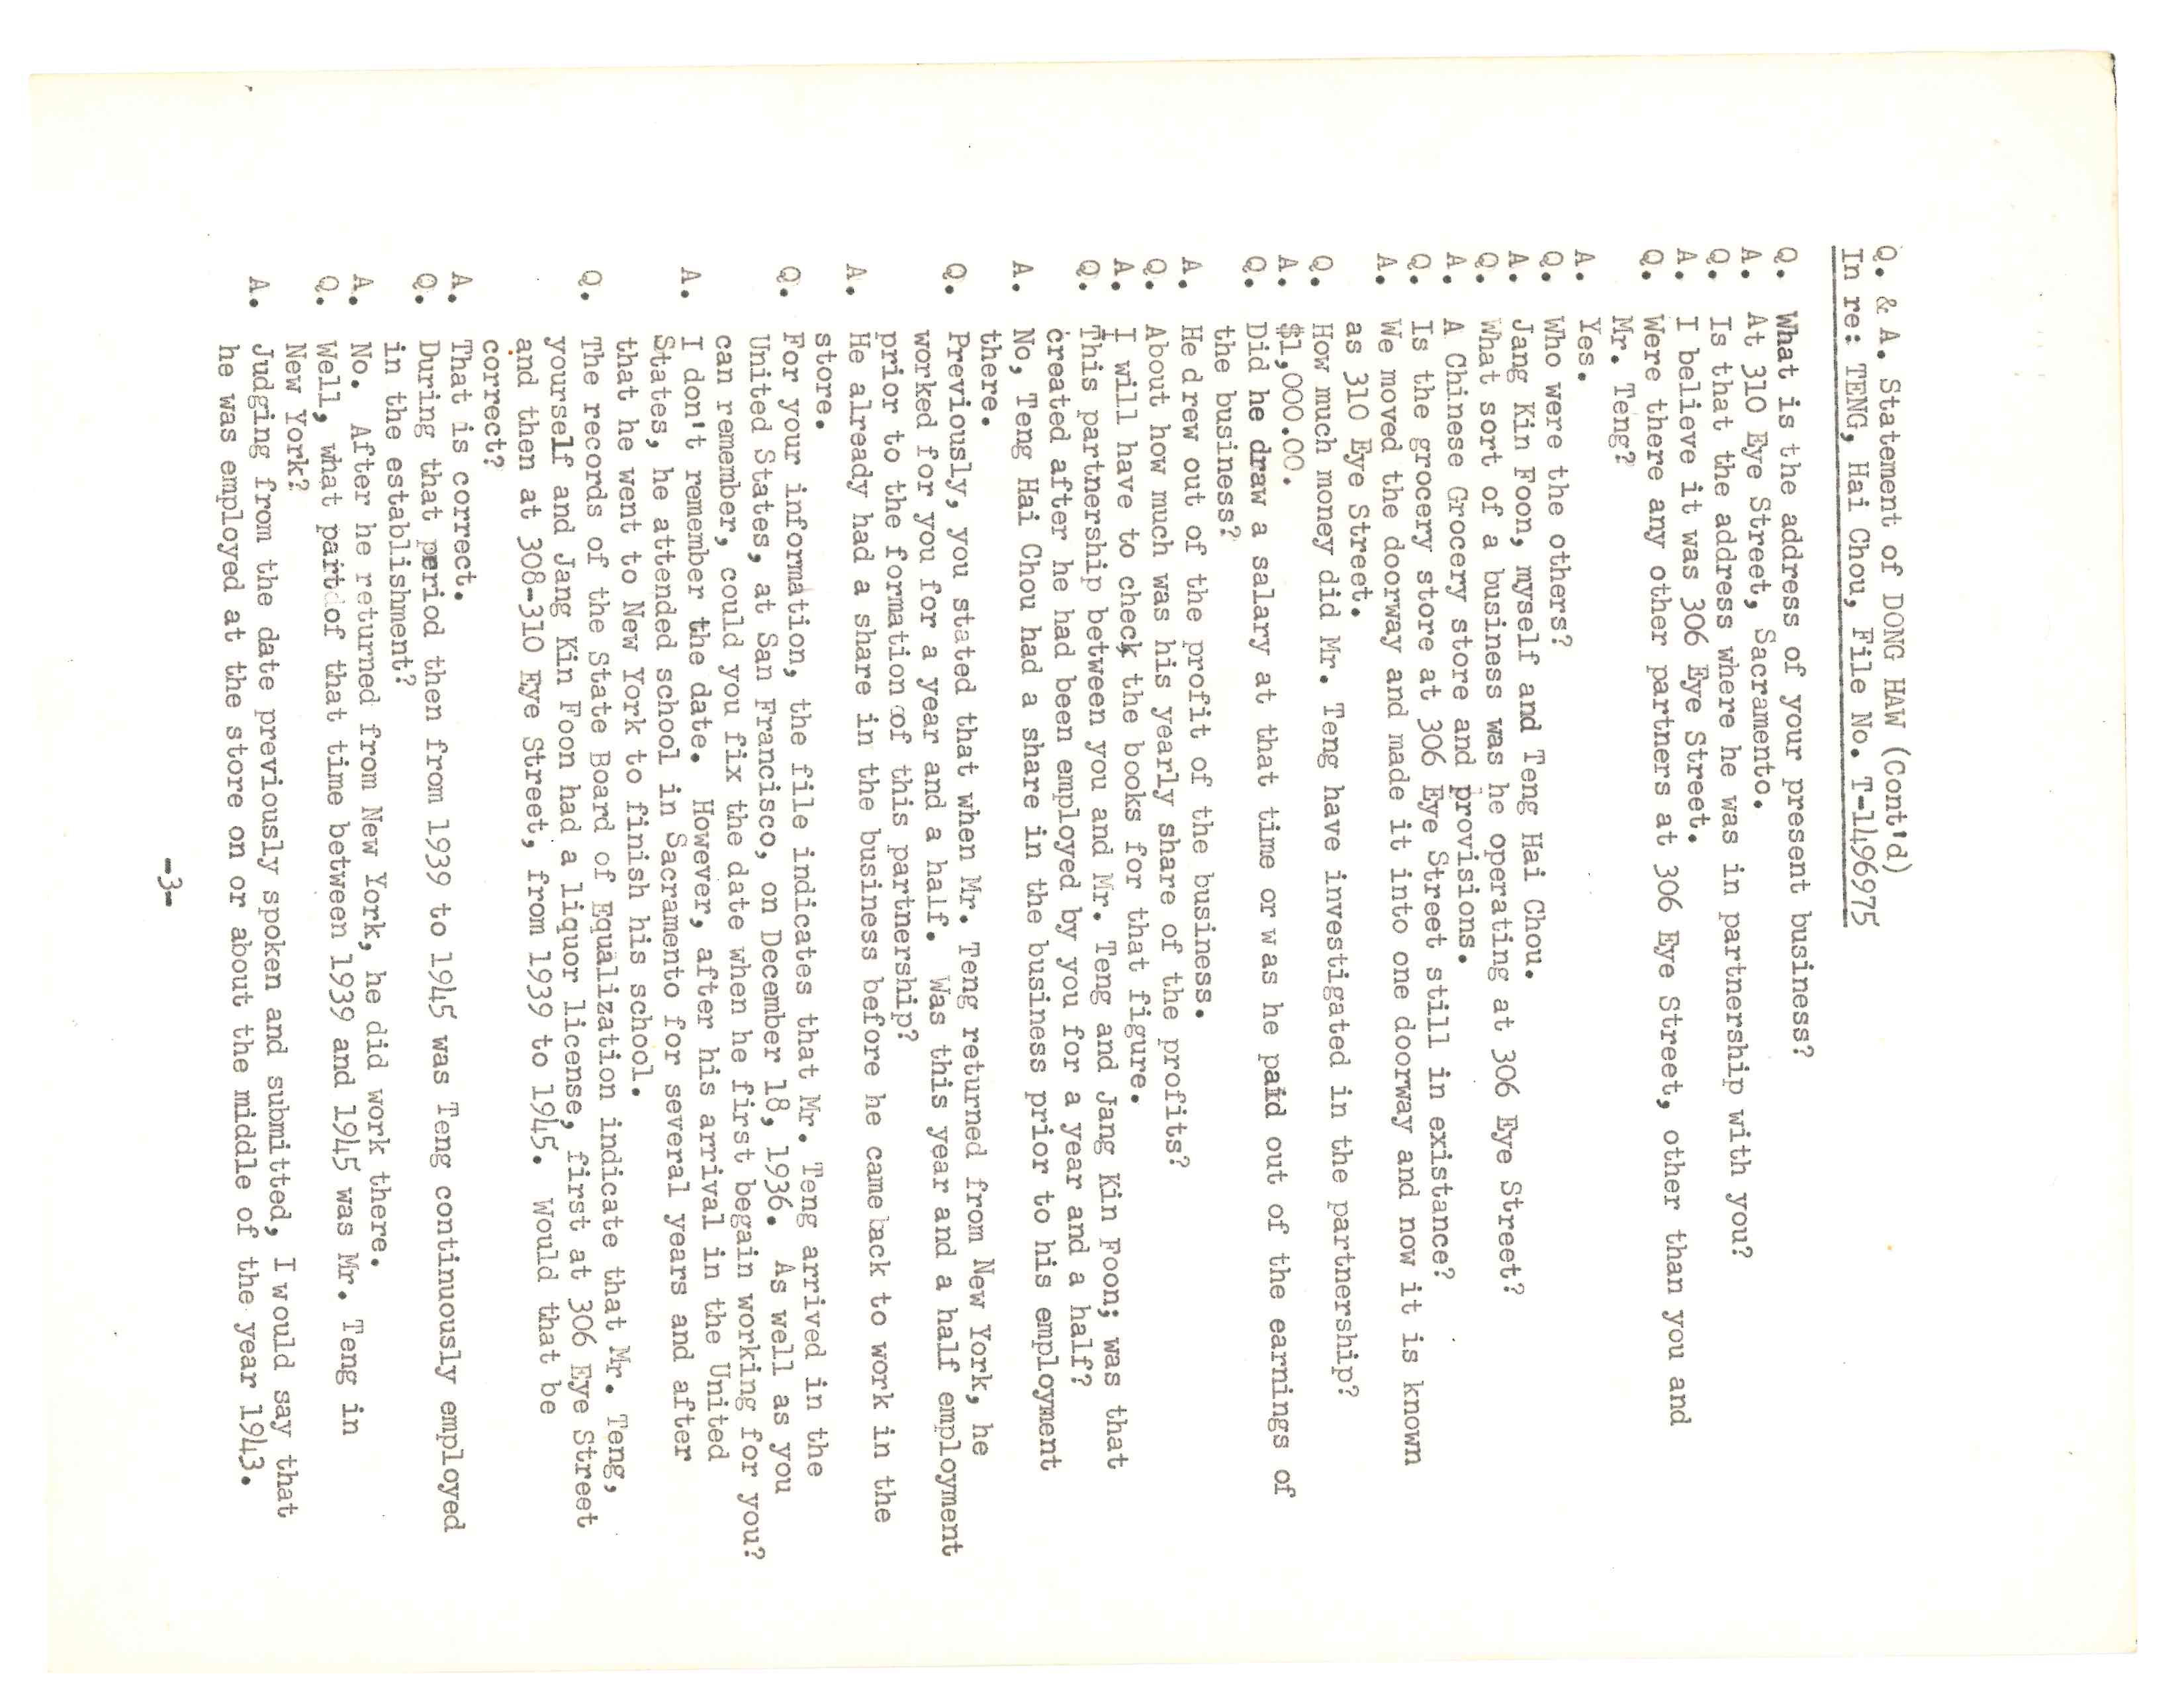 Q. & A. Statement of DONG HAW (Cont'd)
In re: TENG, Hai Chou, File No. T-1496975
Q. What is the address of your present business?
A. At 310 Eye Street, Sacramento.
Q. Is that the address where he was in partnership with you?
A. I believe it was 306 Eye Street.
Q. Were there any other partners at 306 Eye Street, other than you and
Mr. Teng?
A. Yes.
Q. Who were the others?
A. Jang Kin Foon, myself and Teng Hai Chou.
Q. What sort of a business was he operating at 306 Eye Street?
A. A Chinese Grocery store and provisions.
Q. Is the grocery store at 306 Eye Street still in existance?
A. We moved the doorway and made it into one doorway and now it is known
as 310 Eye Street.
Q. How much money did Mr. Teng have investigated in the partnership?
A. $1,000.00.
Q. Did he draw a salary at that time or was he paid out of the earnings of
the business?
A. He drew out of the profit of the business.
Q. About how much was his yearly share of the profits?
A. I will have to check the books for that figure.
Q. This partnership between you and Mr. Teng and Jang Kin Foon; was that
created after he had been employed by you for a year and a half?
A. No, Teng Hai Chou had a share in the business prior to his employment
there.
Q. Previously, you stated that when Mr. Teng returned from New York, he
worked for you for a year and a half. Was this year and a half employment
prior to the formation of this partnership?
A. He already had a share in the business before he came back to work in the
store.
Q. For your information, the file indicates that Mr. Teng arrived in the
United States, at San Francisco, on December 18, 1936. As well as you
can remember, could you fix the date when he first begain working for you?
A. I don't remember the date. However, after his arrival in the United
States, he attended school in Sacramento for several years and after
that he went to New York to finish his school.
Q. The records of the State Board of Equalization indicate that Mr. Teng,
yourself and Jang Kin Foon had a liquor license, first at 306 Eye Street
and then at 308-310 Eye Street, from 1939 to 1945. Would that be
correct?
A. That is correct.
Q. During that period then from 1939 to 1945 was Teng continuously employed
in the establishment?
A. No. After he returned from New York, he did work there.
Q. Well, what part of that time between 1939 and 1945 was Mr. Teng in
New York?
A. Judging from the date previously spoken and submitted, I would say that
he was employed at the store on or about the middle of the year 1943.
-3-